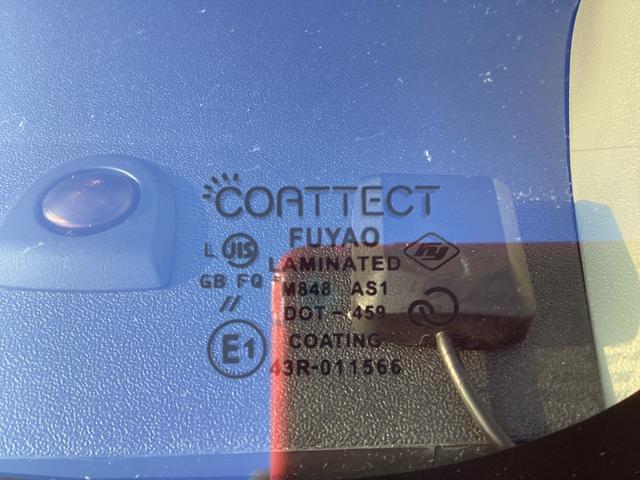 COATTECT
L JIS FUYAO
LAMINATED
GB FQ M848 AS1
// DOT-459
E1 COATING
43R-011566